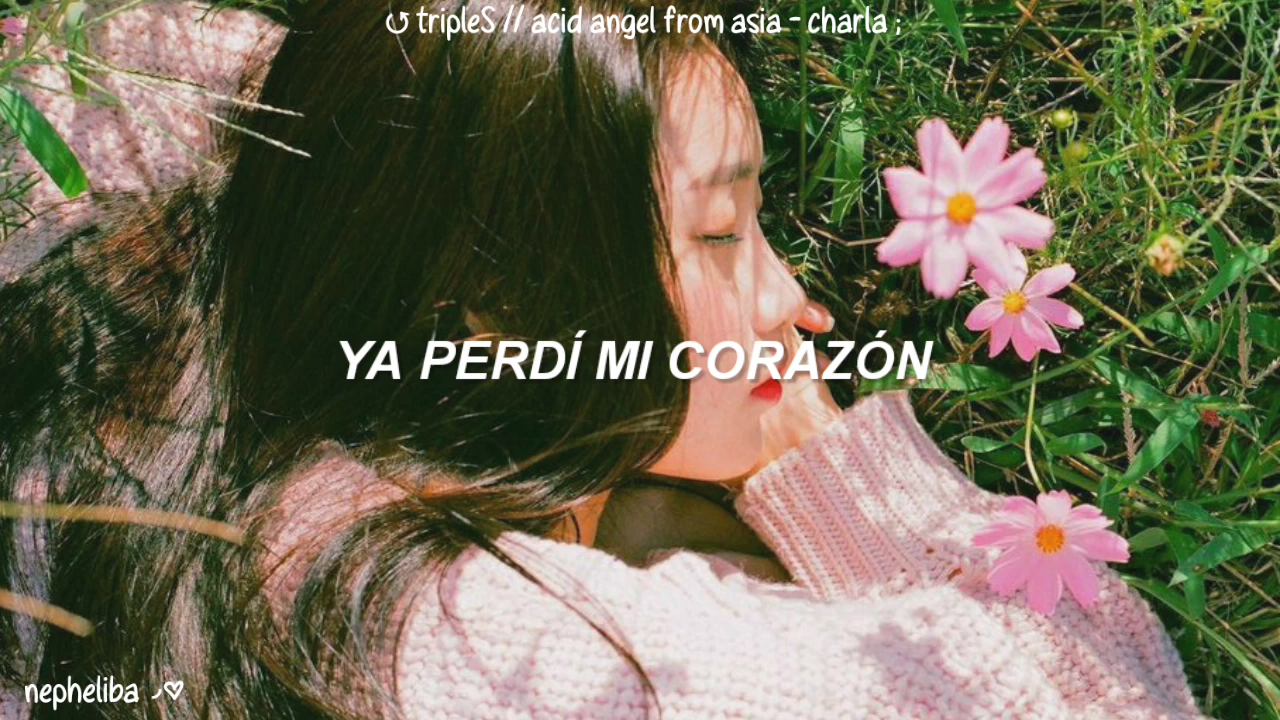 ↺ tripleS // acid angel from asia - charla ;
YA PERDÍ MI CORAZÓN
nepheliba ◞♡